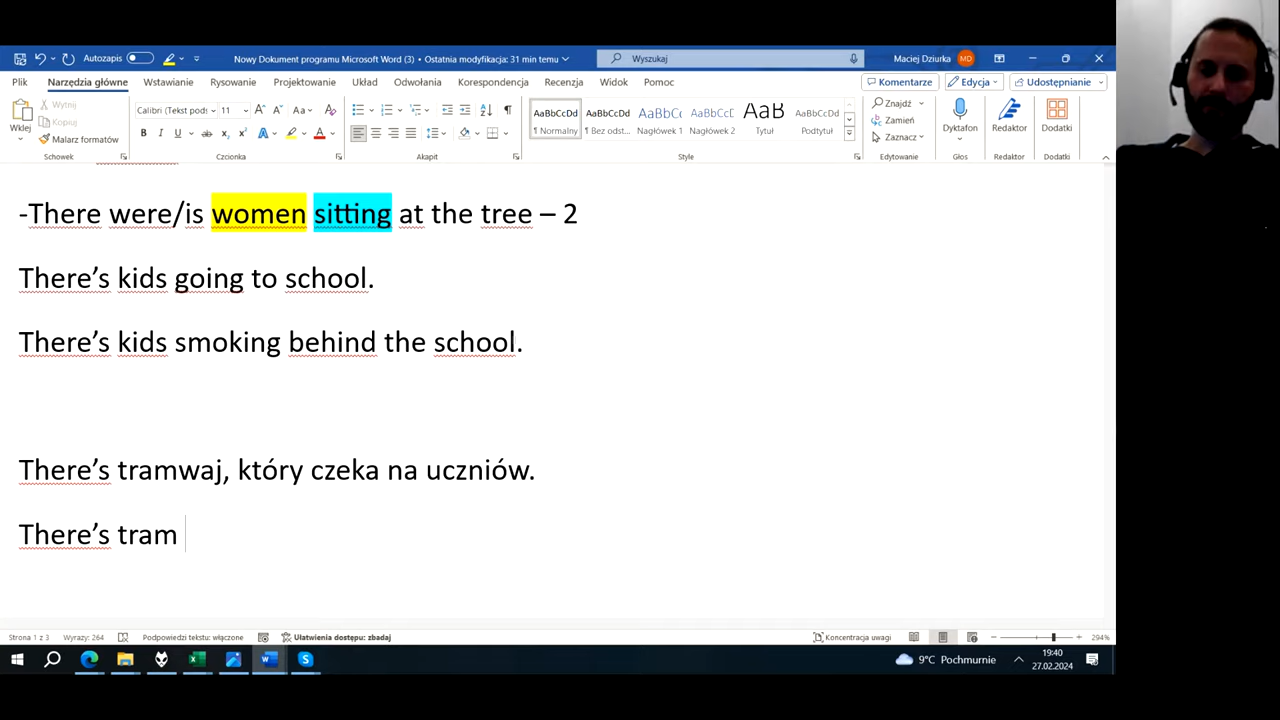 Autozapis
Nowy Dokument programu Microsoft Word (3) • Ostatnia modyfikacja: 31 min temu
Wyszukaj
Maciej Dziurka
MD
Plik Narzędzia główne Wstawianie Rysowanie Projektowanie Układ Odwołania Korespondencja Recenzja Widok Pomoc
Komentarze
Edycja
Udostępnianie
Wklej
Wytnij
Kopiuj
Malarz formatów
Calibri (Tekst pods 11
AaBbCcDd AaBbCcDd AaBbCc AaBbCcD AaB AaBbCcDd
¶ Normalny ¶ Bez odst... Nagłówek 1 Nagłówek 2 Tytuł Podtytuł
Znajdź
Zamień
Zaznacz
Dyktafon
Redaktor
Dodatki
Schowek Czcionka Akapit Style Edytowanie Głos Redaktor Dodatki
-There were/is women sitting at the tree – 2
There’s kids going to school.
There’s kids smoking behind the school.
There’s tramwaj, który czeka na uczniów.
There’s tram
Strona 1 z 3 Wyrazy: 264 Podpowiedzi tekstu: włączone Ułatwienia dostępu: zbadaj
Koncentracja uwagi
294%
9°C Pochmurnie
19:40
27.02.2024